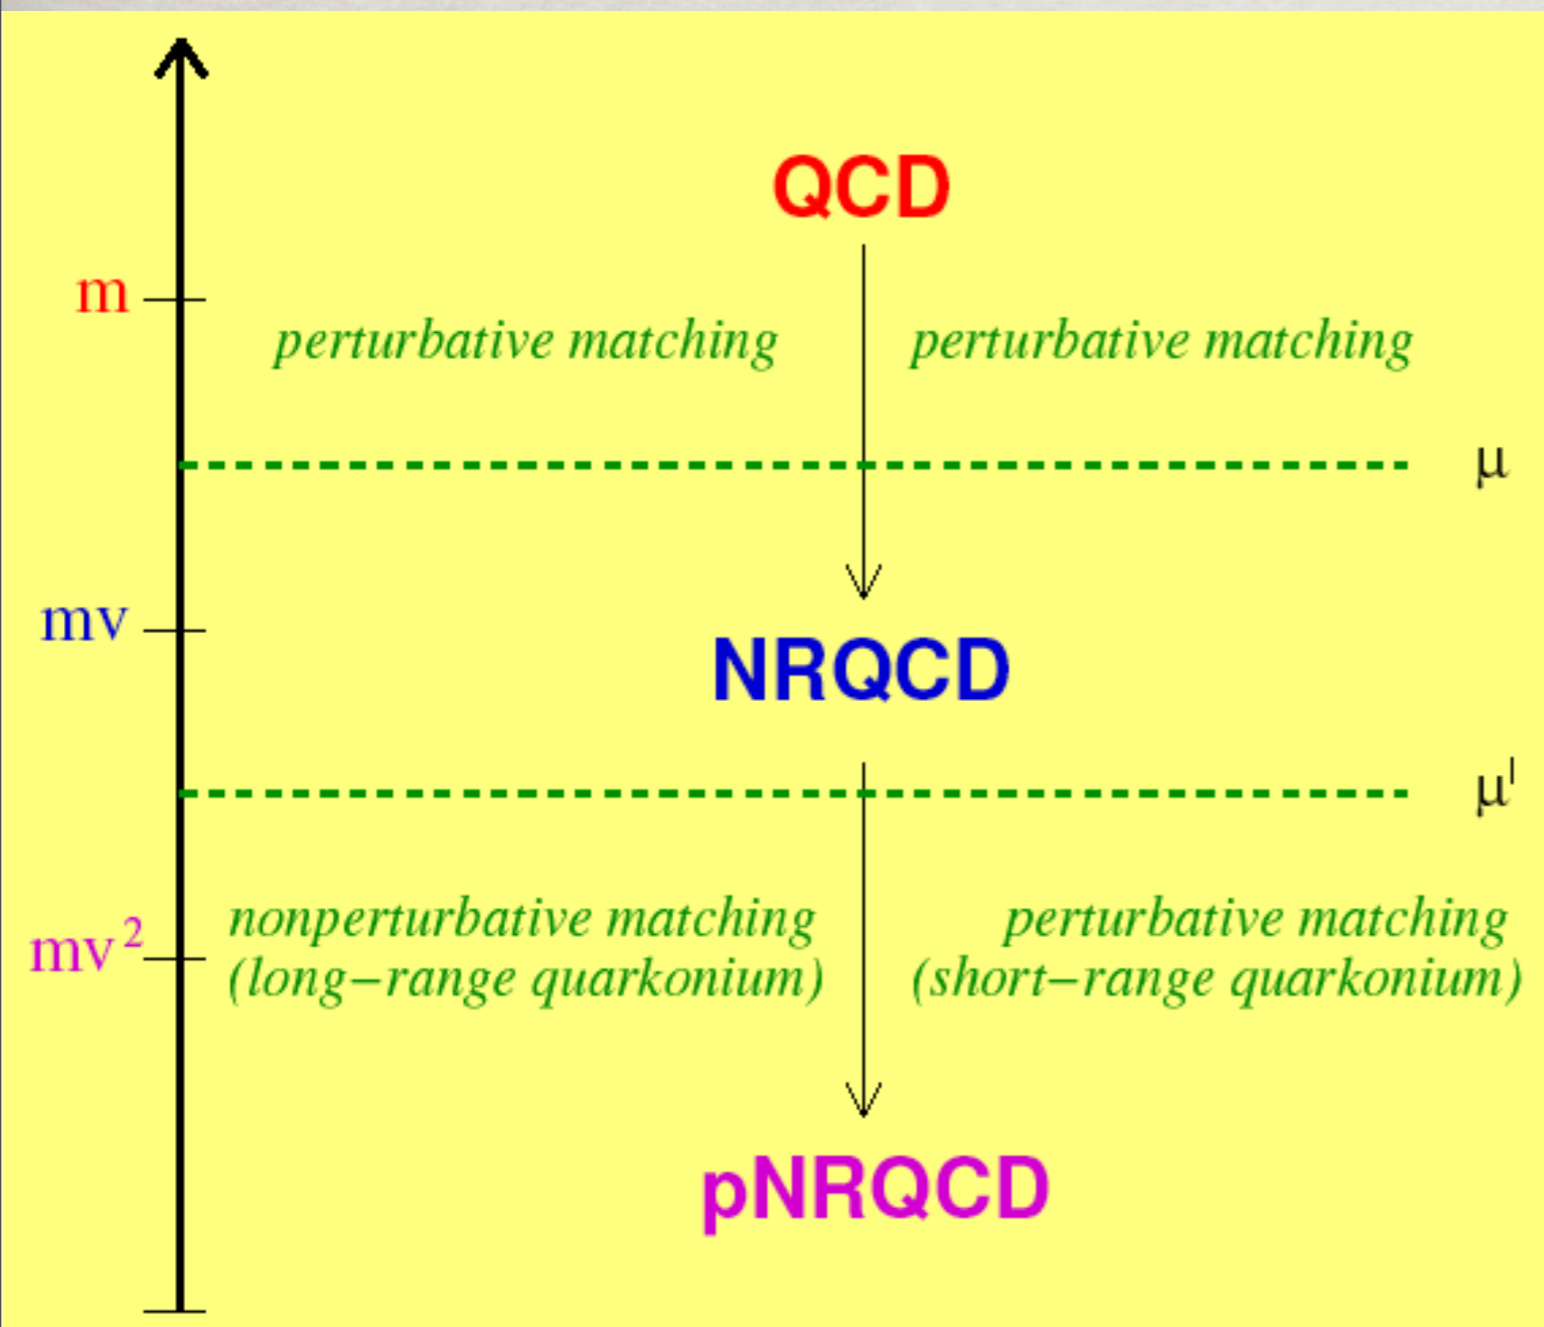 QCD
m
perturbative matching perturbative matching
μ
mv
NRQCD
μ'
nonperturbative matching perturbative matching
mv²
(long−range quarkonium) (short−range quarkonium)
pNRQCD